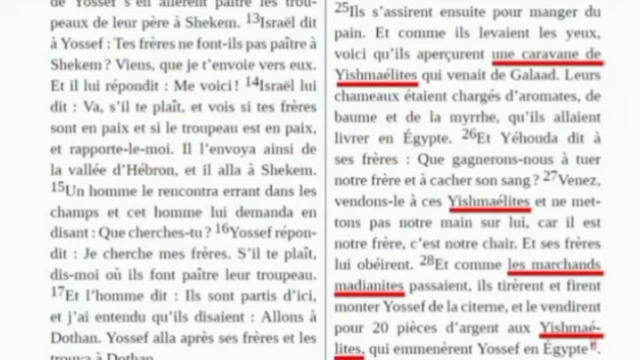 de Yossef s'en allèrent paître les trou-
peaux de leur père à Shekem. 13Israël dit
à Yossef : Tes frères ne font-ils pas paître à
Shekem ? Viens, que je t'envoie vers eux.
Et il lui répondit : Me voici ! 14Israël lui
dit : Va, s'il te plaît, et vois si tes frères
sont en paix et si le troupeau est en paix,
et rapporte-le-moi. Il l'envoya ainsi de
la vallée d'Hébron, et il alla à Shekem.
15Un homme le rencontra errant dans les
champs et cet homme lui demanda en
disant : Que cherches-tu ? 16Yossef répon-
dit : Je cherche mes frères. S'il te plaît,
dis-moi où ils font paître leur troupeau.
17Et l'homme dit : Ils sont partis d'ici,
et j'ai entendu qu'ils disaient : Allons à
Dothan. Yossef alla après ses frères et les
trouva à Dothan
25Ils s'assirent ensuite pour manger du
pain. Et comme ils levaient les yeux,
voici qu'ils aperçurent une caravane de
Yishmaélites qui venait de Galaad. Leurs
chameaux étaient chargés d'aromates, de
baume et de la myrrhe, qu'ils allaient
livrer en Égypte. 26Et Yéhouda dit à
ses frères : Que gagnerons-nous à tuer
notre frère et à cacher son sang ? 27Venez,
vendons-le à ces Yishmaélites et ne met-
tons pas notre main sur lui, car il est
notre frère, c'est notre chair. Et ses frères
lui obéirent. 28Et comme les marchands
madianites passaient, ils tirèrent et firent
monter Yossef de la citerne, et le vendirent
pour 20 pièces d'argent aux Yishmaé-
lites, qui emmenèrent Yossef en Égypte